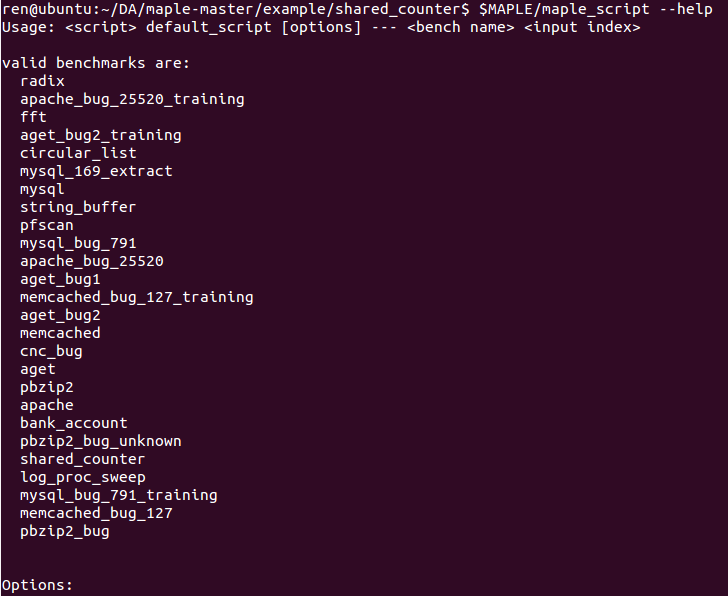 ren@ubuntu:~/DA/maple-master/example/shared_counter$ $MAPLE/maple_script --help
Usage: <script> default_script [options] --- <bench name> <input index>

valid benchmarks are:
  radix
  apache_bug_25520_training
  fft
  aget_bug2_training
  circular_list
  mysql_169_extract
  mysql
  string_buffer
  pfscan
  mysql_bug_791
  apache_bug_25520
  aget_bug1
  memcached_bug_127_training
  aget_bug2
  memcached
  cnc_bug
  aget
  pbzip2
  apache
  bank_account
  pbzip2_bug_unknown
  shared_counter
  log_proc_sweep
  mysql_bug_791_training
  memcached_bug_127
  pbzip2_bug

Options: